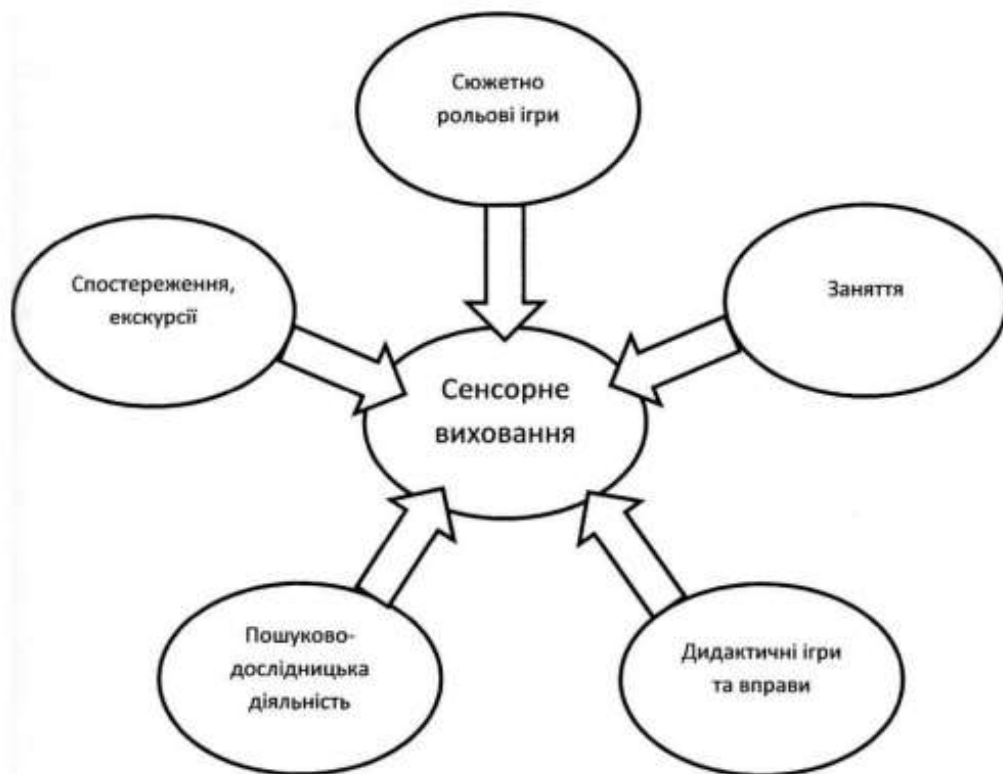 Сюжетно
рольові ігри
Спостереження,
екскурсії
Заняття
Сенсорне
виховання
Пошуково-
дослідницька
діяльність
Дидактичні ігри
та вправи